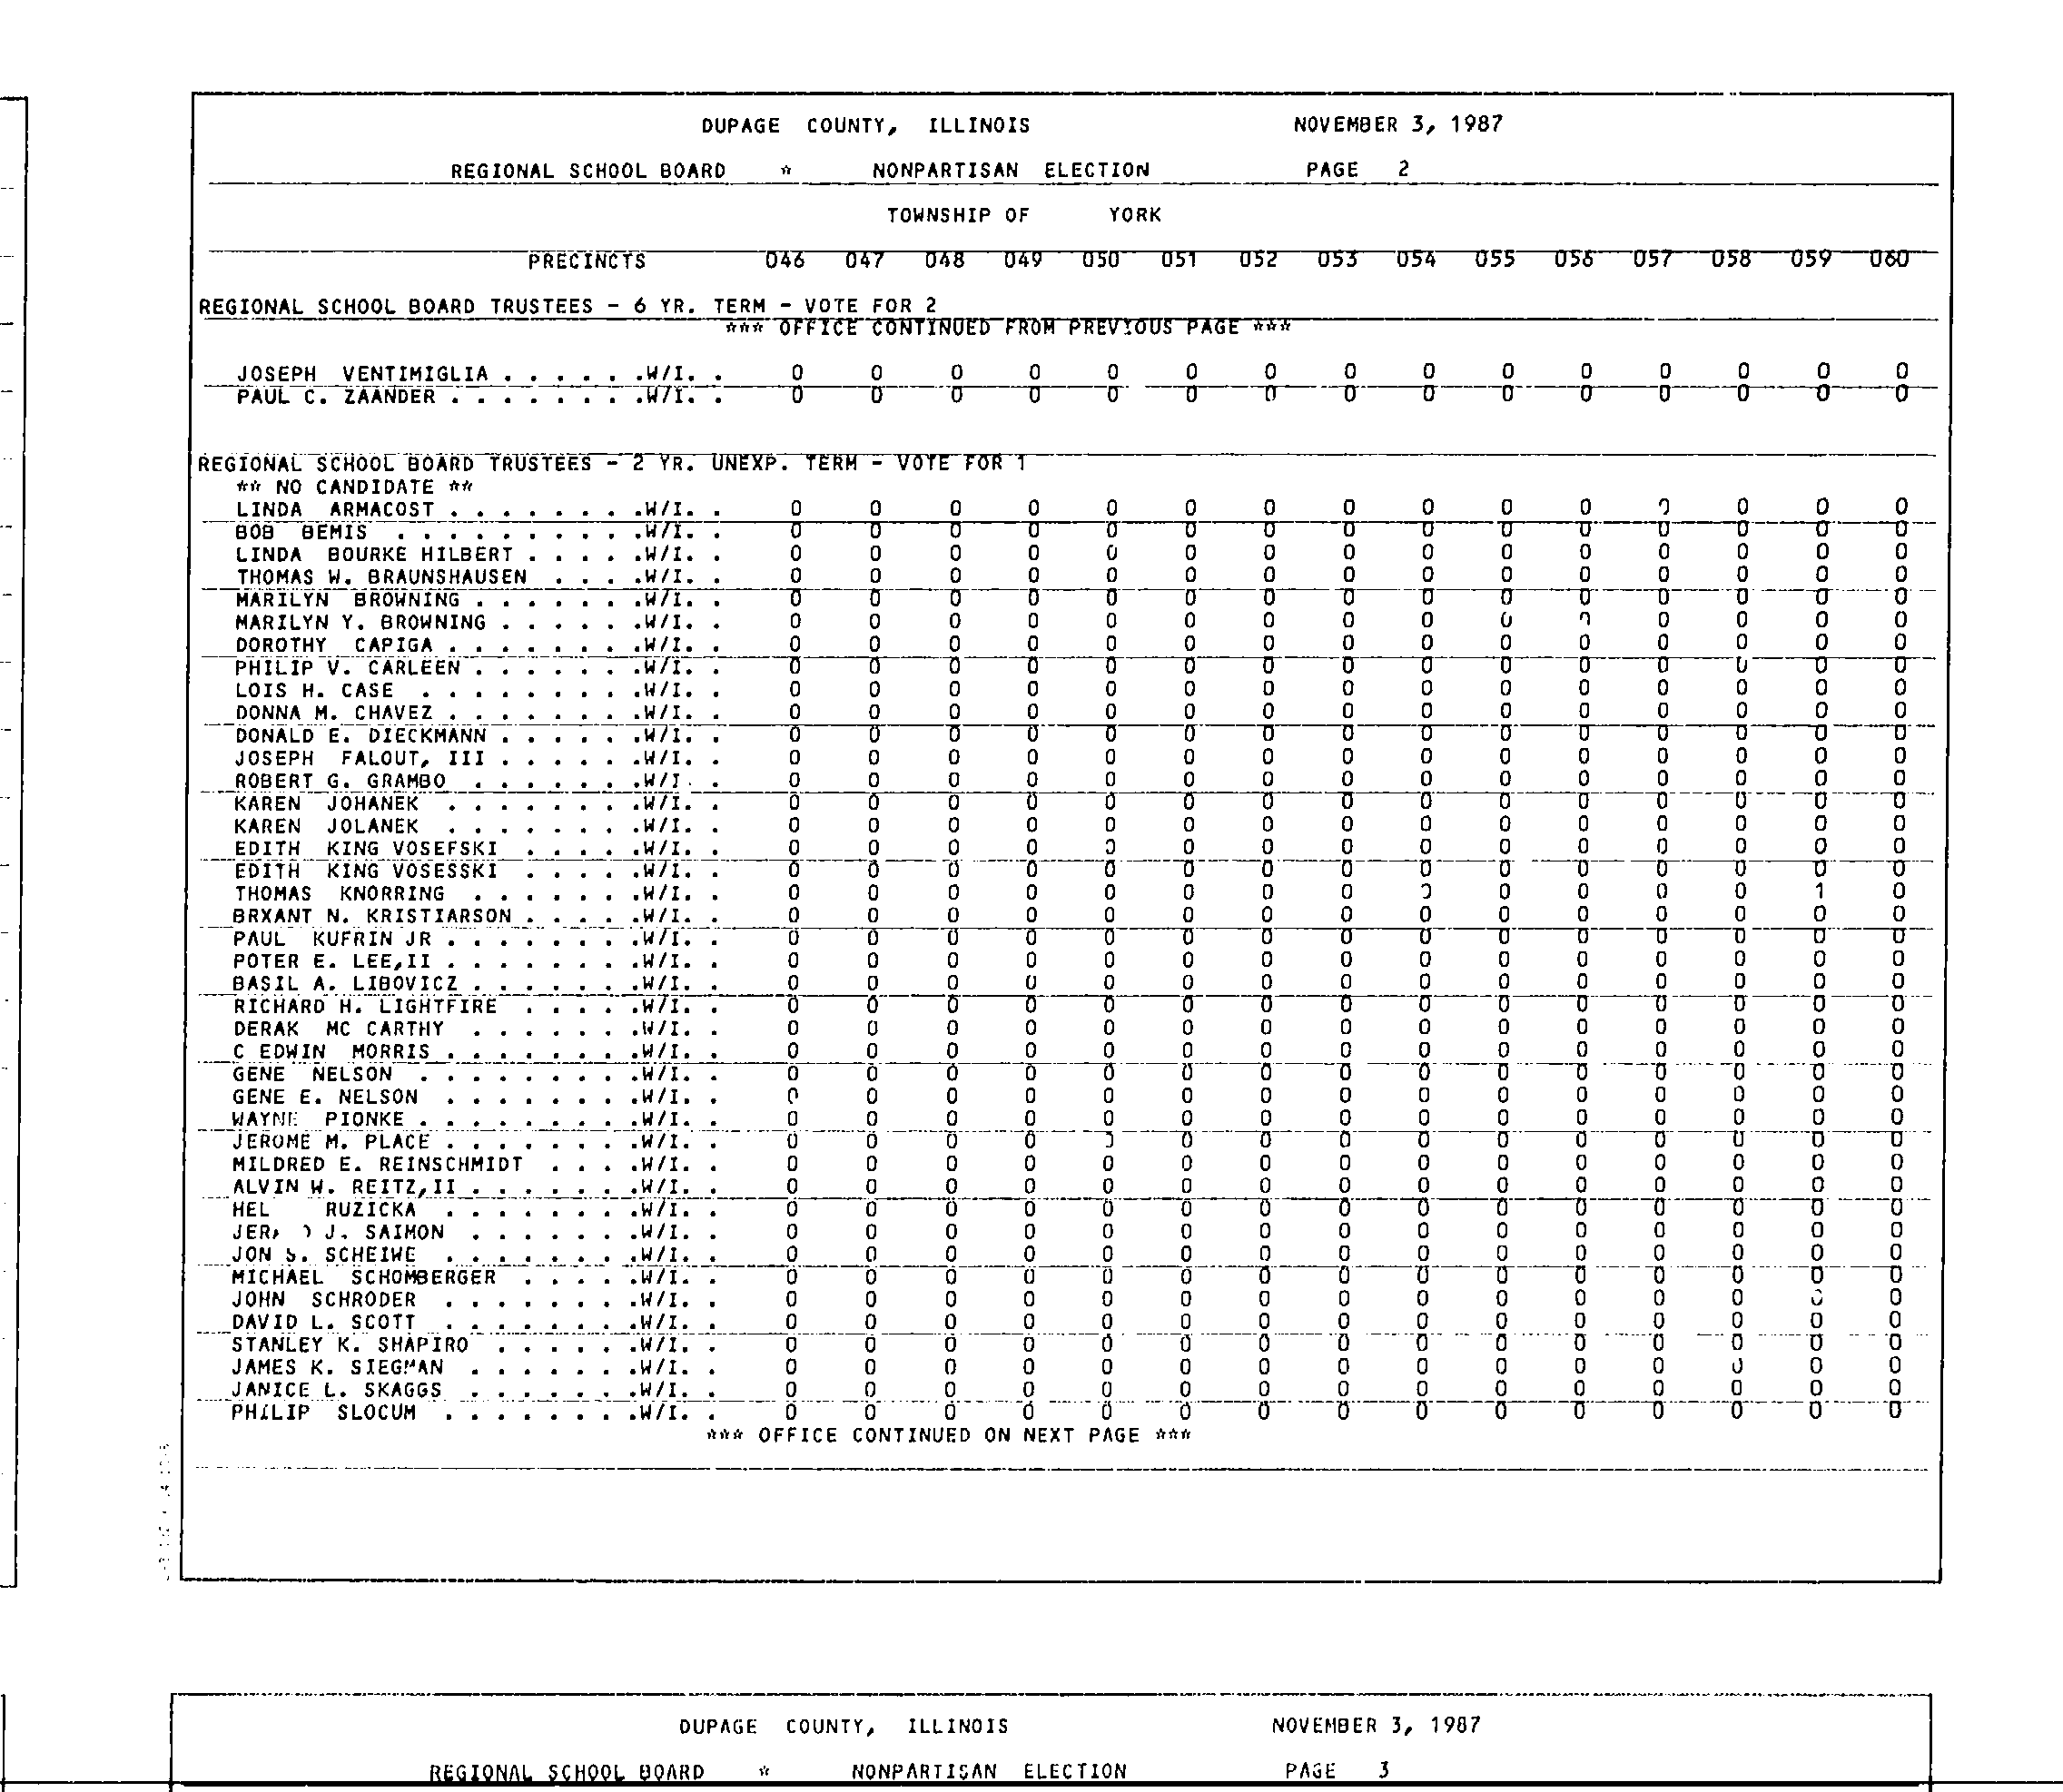 DUPAGE COUNTY, ILLINOIS NOVEMBER 3, 1987
REGIONAL SCHOOL BOARD * NONPARTISAN ELECTION PAGE 2
TOWNSHIP OF YORK
PRECINCTS 046 047 048 049 050 051 052 053 054 055 056 057 058 059 060
REGIONAL SCHOOL BOARD TRUSTEES - 6 YR. TERM - VOTE FOR 2
*** OFFICE CONTINUED FROM PREVIOUS PAGE ***
JOSEPH VENTIMIGLIA . . . . . .W/I. . 0 0 0 0 0 0 0 0 0 0 0 0 0 0 0
PAUL C. ZAANDER . . . . . . . .W/I. . 0 0 0 0 0 0 0 0 0 0 0 0 0 0 0
REGIONAL SCHOOL BOARD TRUSTEES - 2 YR. UNEXP. TERM - VOTE FOR 1
** NO CANDIDATE **
LINDA ARMACOST . . . . . . . .W/I. . 0 0 0 0 0 0 0 0 0 0 0 0 0 0 0
BOB BEMIS . . . . . . . . . .W/I. . 0 0 0 0 0 0 0 0 0 0 0 0 0 0 0
LINDA BOURKE HILBERT . . . . .W/I. . 0 0 0 0 0 0 0 0 0 0 0 0 0 0 0
THOMAS W. BRAUNSHAUSEN . . . .W/I. . 0 0 0 0 0 0 0 0 0 0 0 0 0 0 0
MARILYN BROWNING . . . . . . .W/I. . 0 0 0 0 0 0 0 0 0 0 0 0 0 0 0
MARILYN Y. BROWNING . . . . . .W/I. . 0 0 0 0 0 0 0 0 0 0 0 0 0 0 0
DOROTHY CAPIGA . . . . . . . .W/I. . 0 0 0 0 0 0 0 0 0 0 0 0 0 0 0
PHILIP V. CARLEEN . . . . . . .W/I. . 0 0 0 0 0 0 0 0 0 0 0 0 0 0 0
LOIS H. CASE . . . . . . . . .W/I. . 0 0 0 0 0 0 0 0 0 0 0 0 0 0 0
DONNA M. CHAVEZ . . . . . . . .W/I. . 0 0 0 0 0 0 0 0 0 0 0 0 0 0 0
DONALD E. DIECKMANN . . . . . .W/I. . 0 0 0 0 0 0 0 0 0 0 0 0 0 0 0
JOSEPH FALOUT, III . . . . . .W/I. . 0 0 0 0 0 0 0 0 0 0 0 0 0 0 0
ROBERT G. GRAMBO . . . . . . .W/I. . 0 0 0 0 0 0 0 0 0 0 0 0 0 0 0
KAREN JOHANEK . . . . . . . .W/I. . 0 0 0 0 0 0 0 0 0 0 0 0 0 0 0
KAREN JOLANEK . . . . . . . .W/I. . 0 0 0 0 0 0 0 0 0 0 0 0 0 0 0
EDITH KING VOSEFSKI . . . . .W/I. . 0 0 0 0 0 0 0 0 0 0 0 0 0 0 0
EDITH KING VOSESSKI . . . . .W/I. . 0 0 0 0 0 0 0 0 0 0 0 0 0 0 0
THOMAS KNORRING . . . . . . .W/I. . 0 0 0 0 0 0 0 0 0 0 0 0 0 1 0
BRXANT N. KRISTIARSON . . . . .W/I. . 0 0 0 0 0 0 0 0 0 0 0 0 0 0 0
PAUL KUFRIN JR . . . . . . . .W/I. . 0 0 0 0 0 0 0 0 0 0 0 0 0 0 0
POTER E. LEE,II . . . . . . . .W/I. . 0 0 0 0 0 0 0 0 0 0 0 0 0 0 0
BASIL A. LIBOVICZ . . . . . . .W/I. . 0 0 0 0 0 0 0 0 0 0 0 0 0 0 0
RICHARD H. LIGHTFIRE . . . . .W/I. . 0 0 0 0 0 0 0 0 0 0 0 0 0 0 0
DERAK MC CARTHY . . . . . . .W/I. . 0 0 0 0 0 0 0 0 0 0 0 0 0 0 0
C EDWIN MORRIS . . . . . . . .W/I. . 0 0 0 0 0 0 0 0 0 0 0 0 0 0 0
GENE NELSON . . . . . . . . .W/I. . 0 0 0 0 0 0 0 0 0 0 0 0 0 0 0
GENE E. NELSON . . . . . . . .W/I. . 0 0 0 0 0 0 0 0 0 0 0 0 0 0 0
WAYNE PIONKE . . . . . . . . .W/I. . 0 0 0 0 0 0 0 0 0 0 0 0 0 0 0
JEROME M. PLACE . . . . . . . .W/I. . 0 0 0 0 0 0 0 0 0 0 0 0 0 0 0
MILDRED E. REINSCHMIDT . . . .W/I. . 0 0 0 0 0 0 0 0 0 0 0 0 0 0 0
ALVIN W. REITZ,II . . . . . . .W/I. . 0 0 0 0 0 0 0 0 0 0 0 0 0 0 0
HEL RUZICKA . . . . . . . .W/I. . 0 0 0 0 0 0 0 0 0 0 0 0 0 0 0
J. SAIMON . . . . . . .W/I. . 0 0 0 0 0 0 0 0 0 0 0 0 0 0 0
JON S. SCHEIWE . . . . . . . .W/I. . 0 0 0 0 0 0 0 0 0 0 0 0 0 0 0
MICHAEL SCHOMBERGER . . . . .W/I. . 0 0 0 0 0 0 0 0 0 0 0 0 0 0 0
JOHN SCHRODER . . . . . . . .W/I. . 0 0 0 0 0 0 0 0 0 0 0 0 0 0 0
DAVID L. SCOTT . . . . . . . .W/I. . 0 0 0 0 0 0 0 0 0 0 0 0 0 0 0
STANLEY K. SHAPIRO . . . . . .W/I. . 0 0 0 0 0 0 0 0 0 0 0 0 0 0 0
JAMES K. SIEGMAN . . . . . . .W/I. . 0 0 0 0 0 0 0 0 0 0 0 0 0 0 0
JANICE L. SKAGGS . . . . . . .W/I. . 0 0 0 0 0 0 0 0 0 0 0 0 0 0 0
PHILIP SLOCUM . . . . . . . .W/I. . 0 0 0 0 0 0 0 0 0 0 0 0 0 0 0
*** OFFICE CONTINUED ON NEXT PAGE ***
DUPAGE COUNTY, ILLINOIS NOVEMBER 3, 1987
REGIONAL SCHOOL BOARD * NONPARTISAN ELECTION PAGE 3